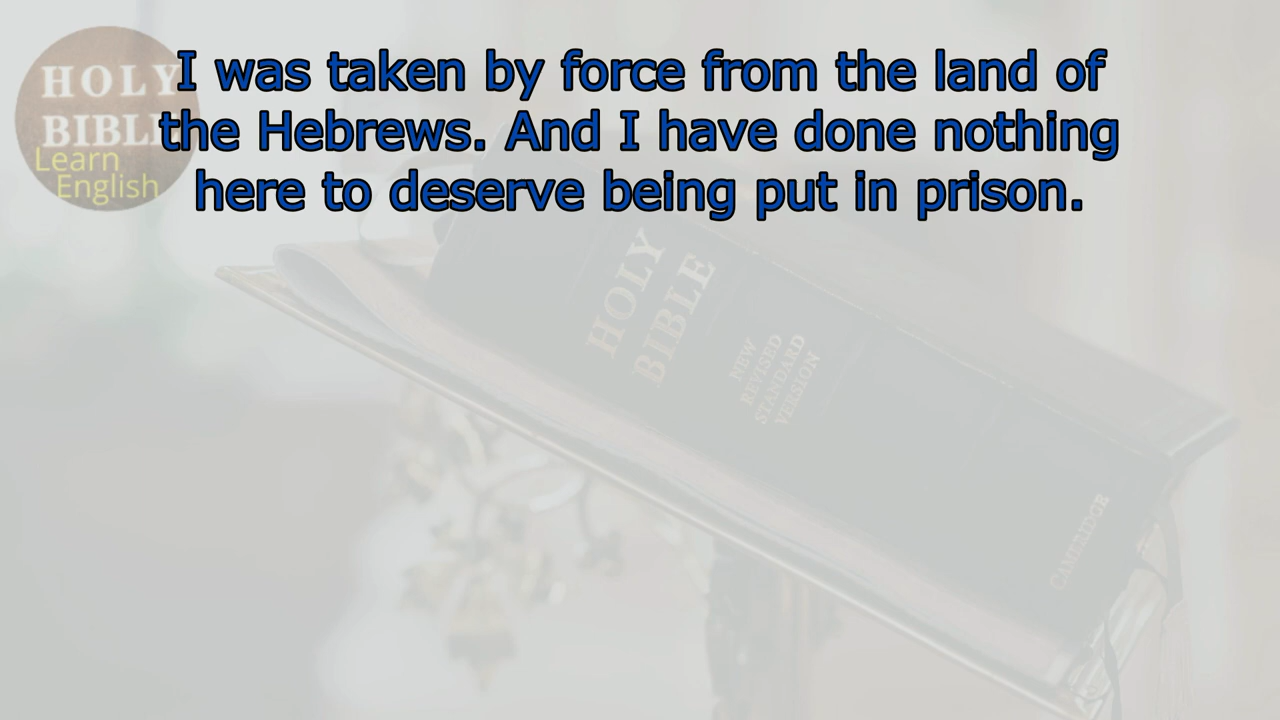 HOLY
BIBLE
Learn
English
I was taken by force from the land of
the Hebrews. And I have done nothing
here to deserve being put in prison.
HOLY
BIBLE
NEW
REVISED
STANDARD
VERSION
CAMBRIDGE